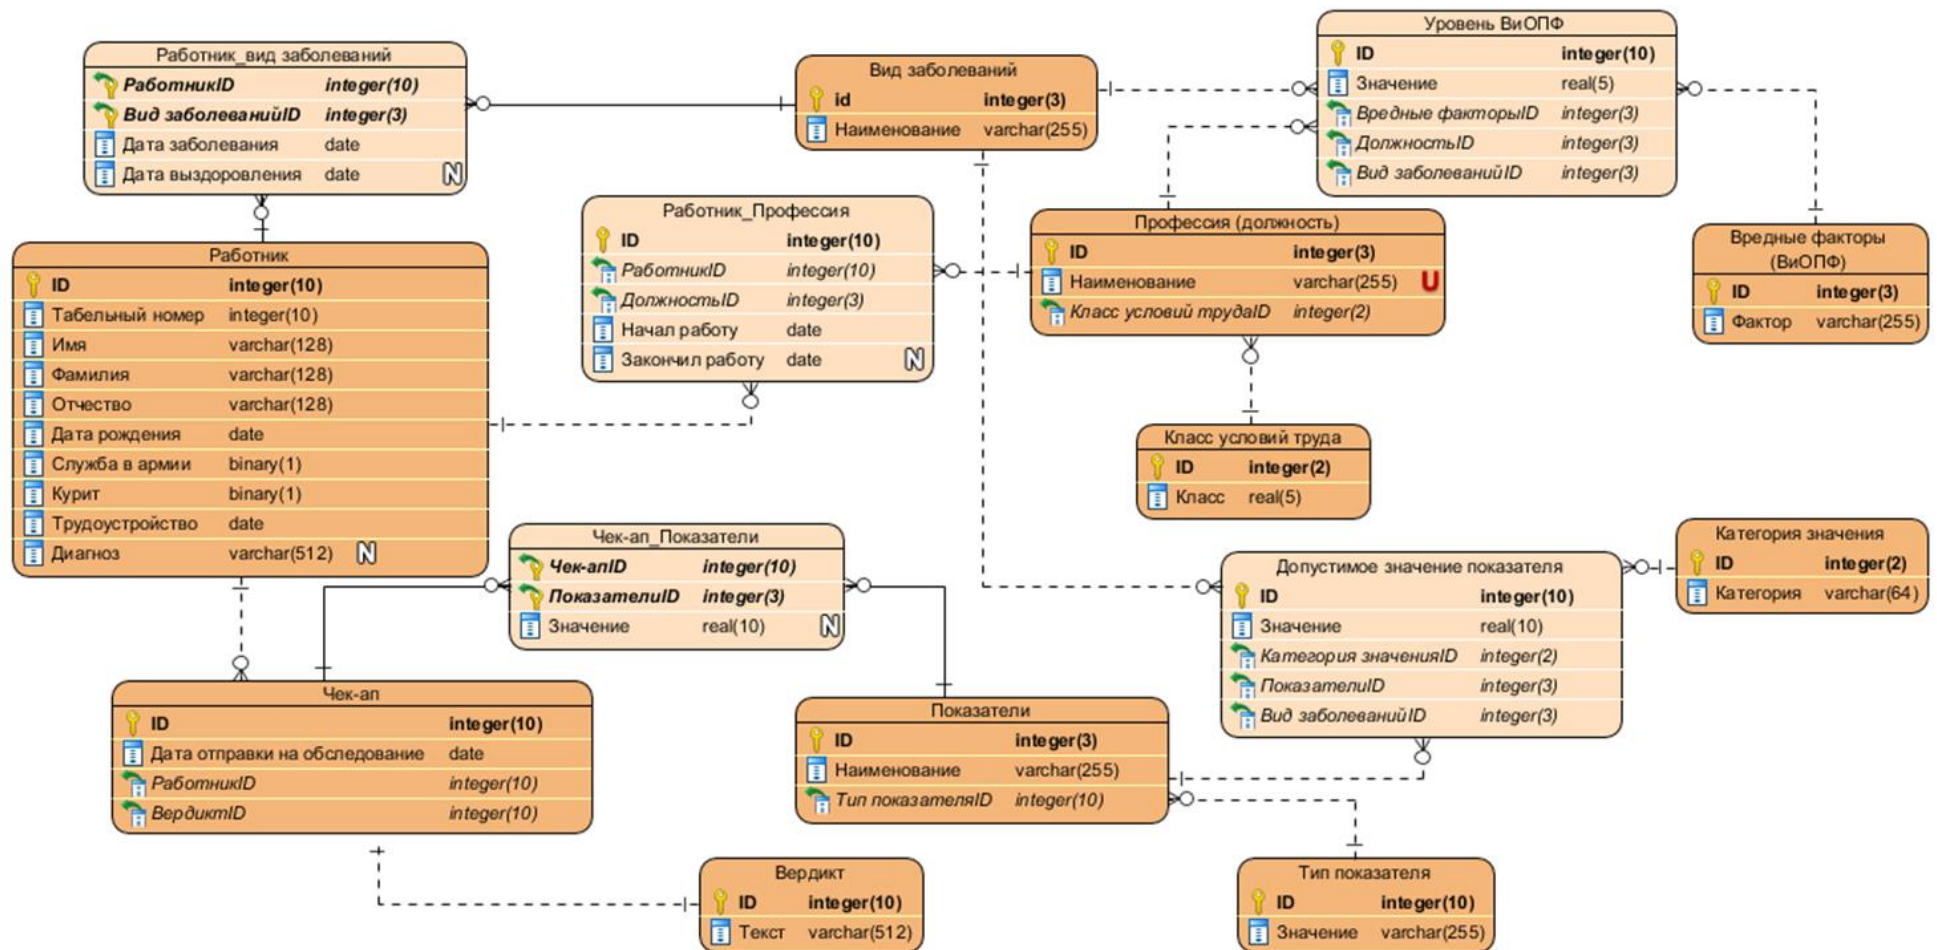 Работник_вид заболеваний
РаботникID integer(10)
Вид заболеванийID integer(3)
Дата заболевания date
Дата выздоровления date N
Вид заболеваний
id integer(3)
Наименование varchar(255)
Уровень ВиОПФ
ID integer(10)
Значение real(5)
Вредные факторыID integer(3)
ДолжностьID integer(3)
Вид заболеванийID integer(3)
Работник_Профессия
ID integer(10)
РаботникID integer(10)
ДолжностьID integer(3)
Начал работу date
Закончил работу date N
Профессия (должность)
ID integer(3)
Наименование varchar(255) U
Класс условий трудаID integer(2)
Вредные факторы
(ВиОПФ)
ID integer(3)
Фактор varchar(255)
Работник
ID integer(10)
Табельный номер integer(10)
Имя varchar(128)
Фамилия varchar(128)
Отчество varchar(128)
Дата рождения date
Служба в армии binary(1)
Курит binary(1)
Трудоустройство date
Диагноз varchar(512) N
Класс условий труда
ID integer(2)
Класс real(5)
Чек-ап_Показатели
Чек-апID integer(10)
ПоказателиID integer(3)
Значение real(10) N
Допустимое значение показателя
ID integer(10)
Значение real(10)
Категория значенияID integer(2)
ПоказателиID integer(3)
Вид заболеванийID integer(3)
Категория значения
ID integer(2)
Категория varchar(64)
Чек-ап
ID integer(10)
Дата отправки на обследование date
РаботникID integer(10)
ВердиктID integer(10)
Показатели
ID integer(3)
Наименование varchar(255)
Тип показателяID integer(10)
Вердикт
ID integer(10)
Текст varchar(512)
Тип показателя
ID integer(10)
Значение varchar(255)